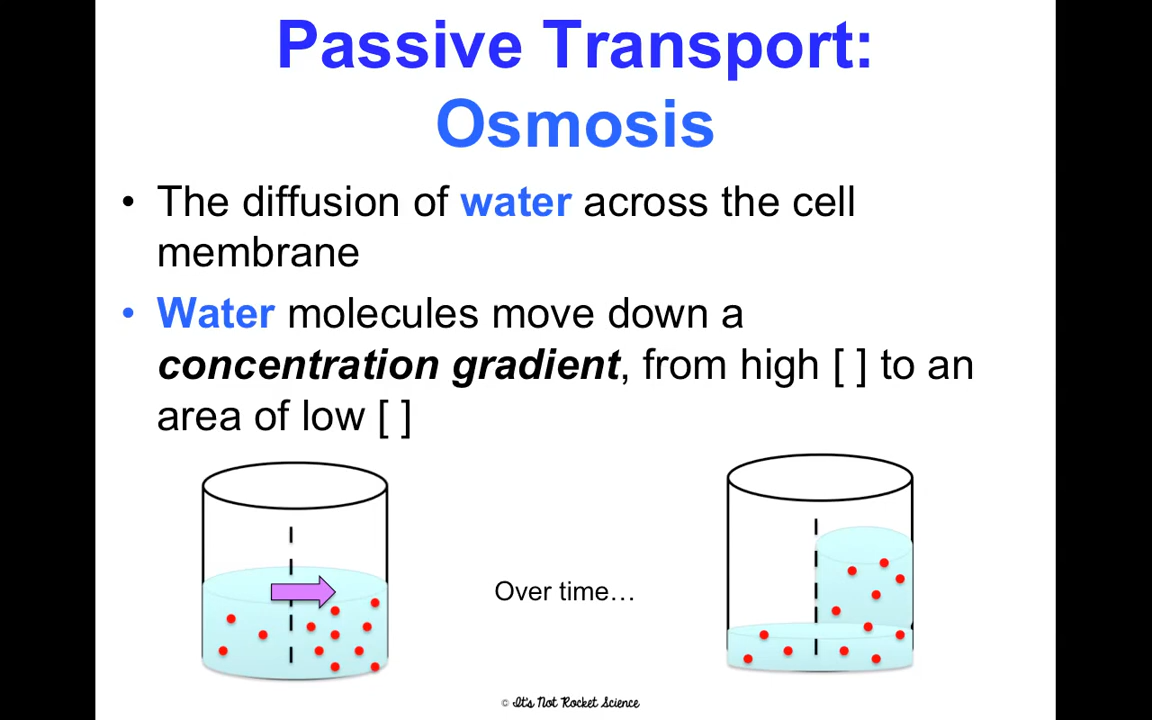 Passive Transport:
Osmosis
• The diffusion of water across the cell
membrane
• Water molecules move down a
concentration gradient, from high [ ] to an
area of low [ ]
Over time…
© It's Not Rocket Science